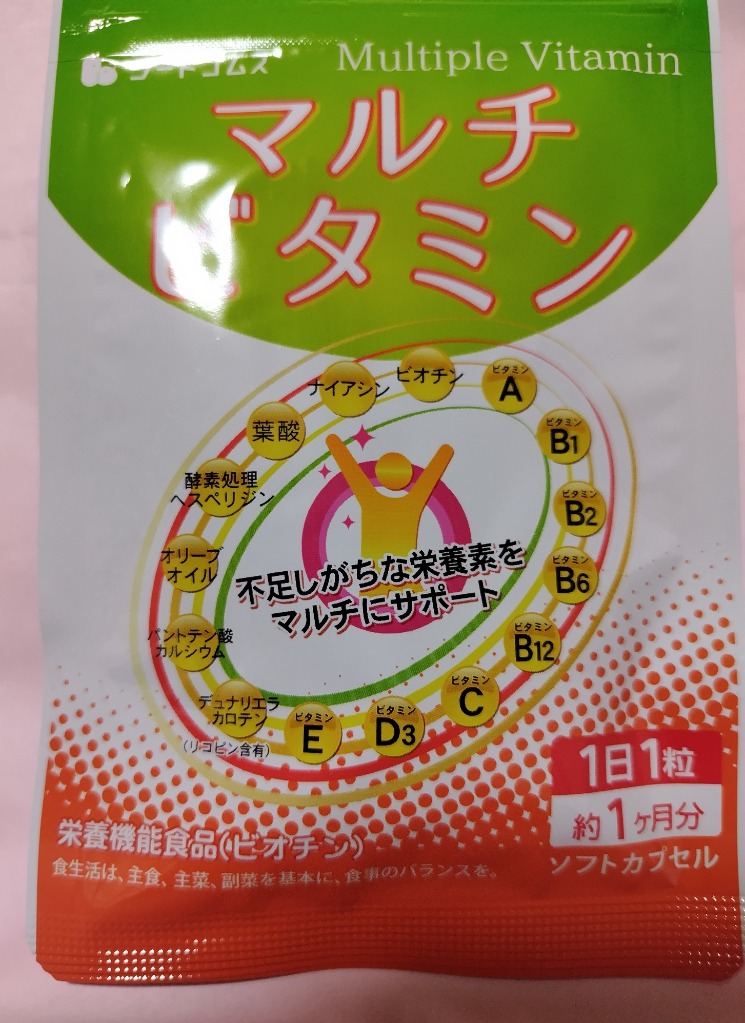 シードコムス
Multiple Vitamin
マルチ
ビタミン
ナイアシン
ビオチン
ビタミン
A
ビタミン
B1
ビタミン
B2
ビタミン
B6
ビタミン
B12
ビタミン
C
ビタミン
D3
ビタミン
E
デュナリエラ
カロテン
(リコピン含有)
パントテン酸
カルシウム
オリーブ
オイル
酵素処理
ヘスペリジン
葉酸
不足しがちな栄養素を
マルチにサポート
1日1粒
約1ヶ月分
ソフトカプセル
栄養機能食品(ビオチン)
食生活は、主食、主菜、副菜を基本に、食事のバランスを。